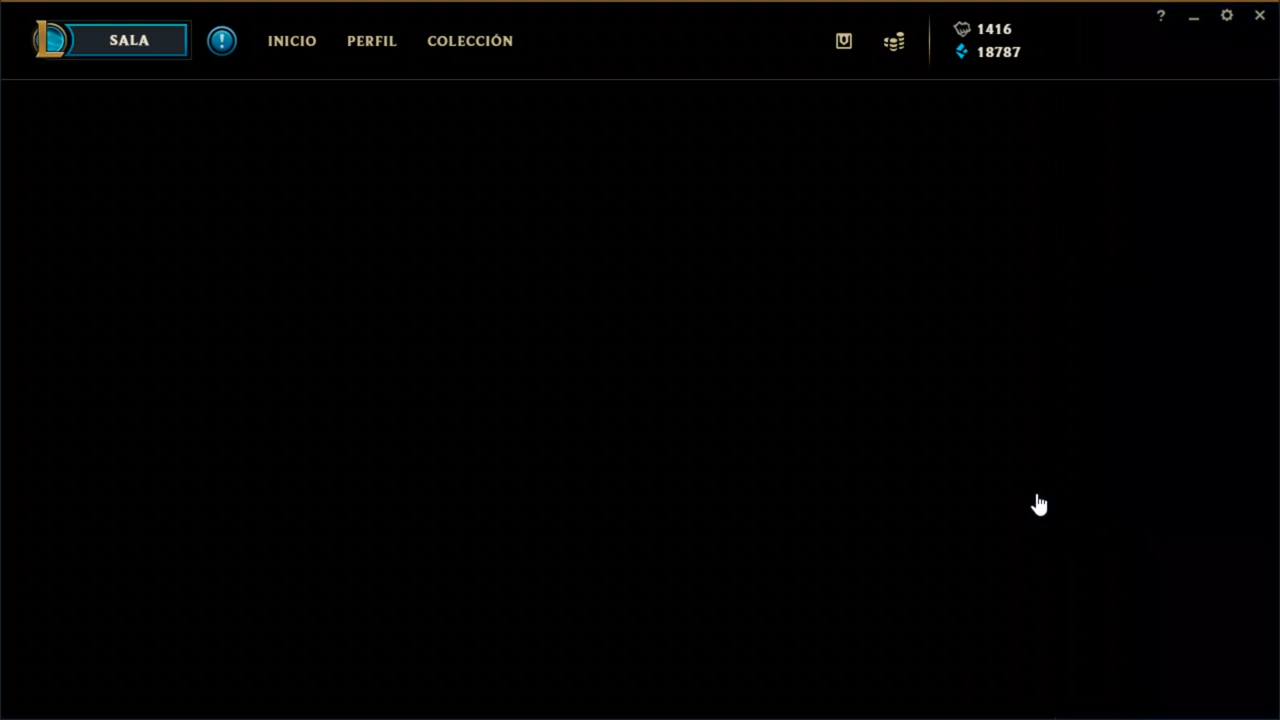 SALA
INICIO
PERFIL
COLECCIÓN
1416
18787
?